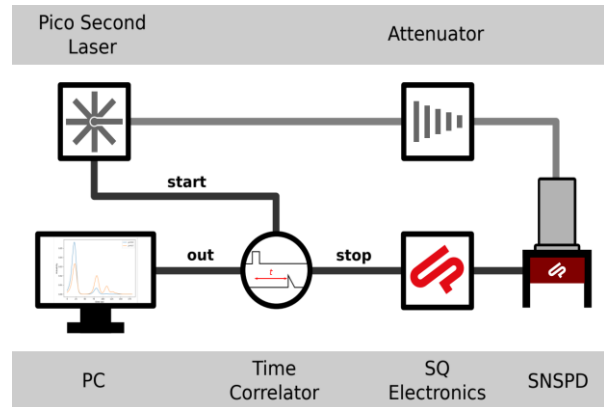 Pico Second
Laser
Attenuator
start
out
stop
t
PC
Time
Correlator
SQ
Electronics
SNSPD